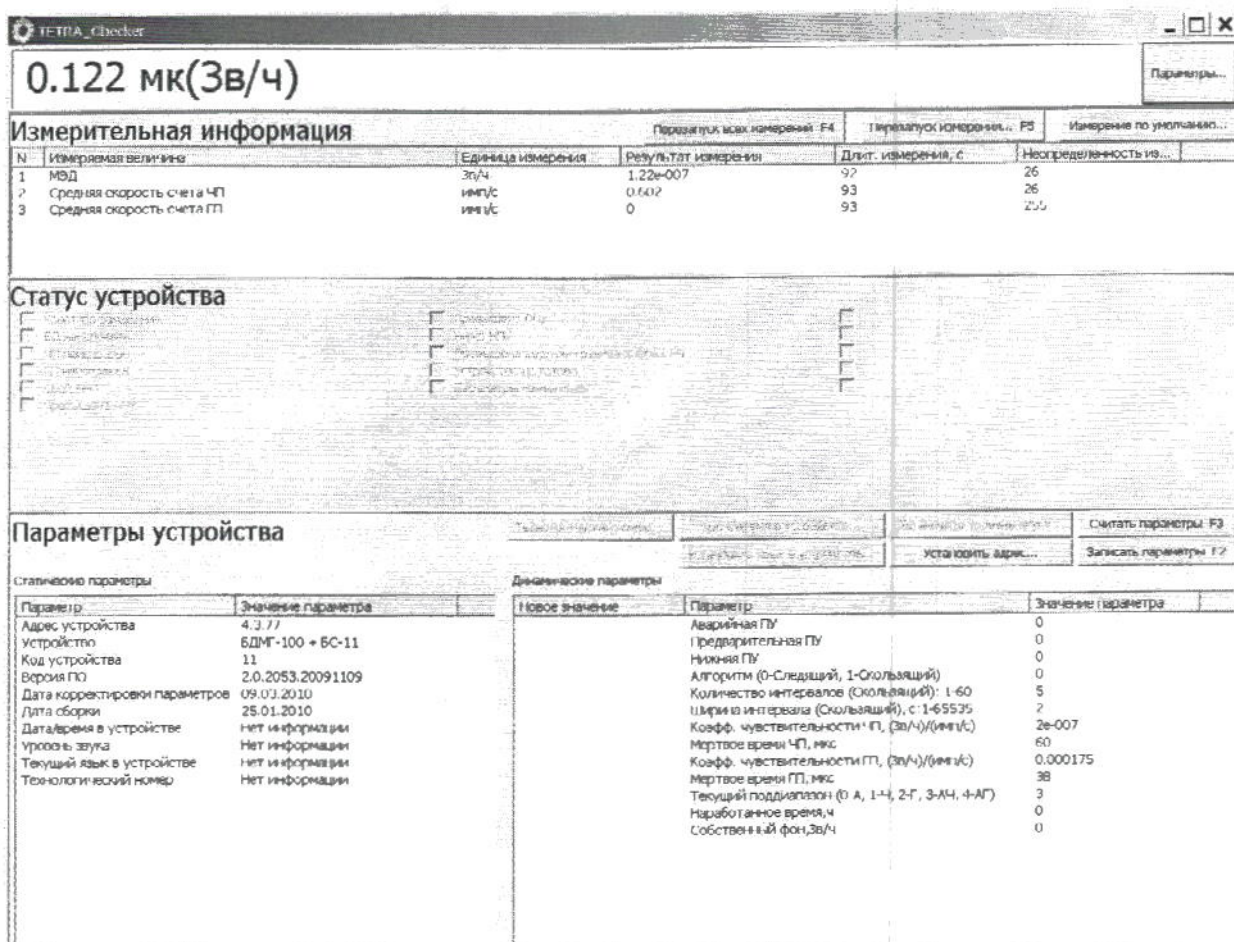 TETRA_Checker
0.122 мк(Зв/ч)
Параметры...
Измерительная информация
Перезапуск всех измерений F4
Перезапуск измерения... F5
Измерение по умолчанию...
N Измеряемая величина Единица измерения Результат измерения Длит. измерения, с Неопределенность из...
1 МЭД Зв/ч 1.22e-007 92 26
2 Средняя скорость счета ЧП имп/с 0.602 93 26
3 Средняя скорость счета ГП имп/с 0 93 255
Статус устройства
Параметры устройства
Считать параметры F3
Установить адрес...
Записать параметры F2
Статические параметры
Динамические параметры
Параметр Значение параметра
Новое значение Параметр Значение параметра
Адрес устройства 4.3.77
Устройство БДМГ-100 + БС-11
Код устройства 11
Версия ПО 2.0.2053.20091109
Дата корректировки параметров 09.03.2010
Дата сборки 25.01.2010
Дата/время в устройстве Нет информации
Уровень звука Нет информации
Текущий язык в устройстве Нет информации
Технологический номер Нет информации
Аварийная ПУ 0
Предварительная ПУ 0
Нижняя ПУ 0
Алгоритм (0-Следящий, 1-Скользящий) 0
Количество интервалов (Скользящий): 1-60 5
Ширина интервала (Скользящий), с:1-65535 2
Коэфф. чувствительности ЧП, (Зв/ч)/(имп/с) 2e-007
Мертвое время ЧП, мкс 60
Коэфф. чувствительности ГП, (Зв/ч)/(имп/с) 0.000175
Мертвое время ГП, мкс 38
Текущий поддиапазон (0-А, 1-Ч, 2-Г, 3-АЧ, 4-АГ) 3
Наработанное время,ч 0
Собственный фон,Зв/ч 0